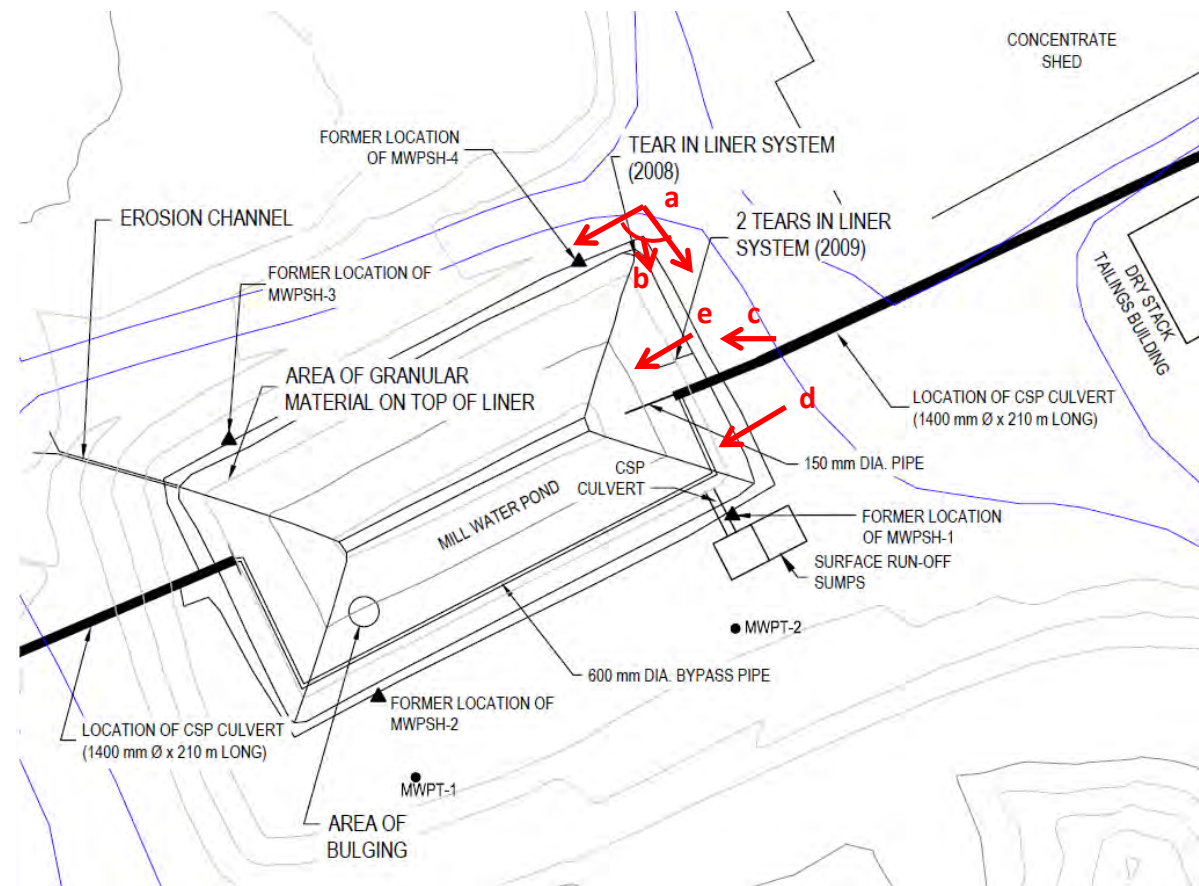 CONCENTRATE
SHED
FORMER LOCATION
OF MWPSH-4
TEAR IN LINER SYSTEM
(2008)
a
EROSION CHANNEL
2 TEARS IN LINER
SYSTEM (2009)
FORMER LOCATION OF
MWPSH-3
b
DRY STACK
TAILINGS BUILDING
e
c
AREA OF GRANULAR
MATERIAL ON TOP OF LINER
LOCATION OF CSP CULVERT
(1400 mm Ø x 210 m LONG)
d
150 mm DIA. PIPE
CSP
CULVERT
MILL WATER POND
FORMER LOCATION
OF MWPSH-1
SURFACE RUN-OFF
SUMPS
MWPT-2
600 mm DIA. BYPASS PIPE
FORMER LOCATION OF
MWPSH-2
LOCATION OF CSP CULVERT
(1400 mm Ø x 210 m LONG)
MWPT-1
AREA OF
BULGING